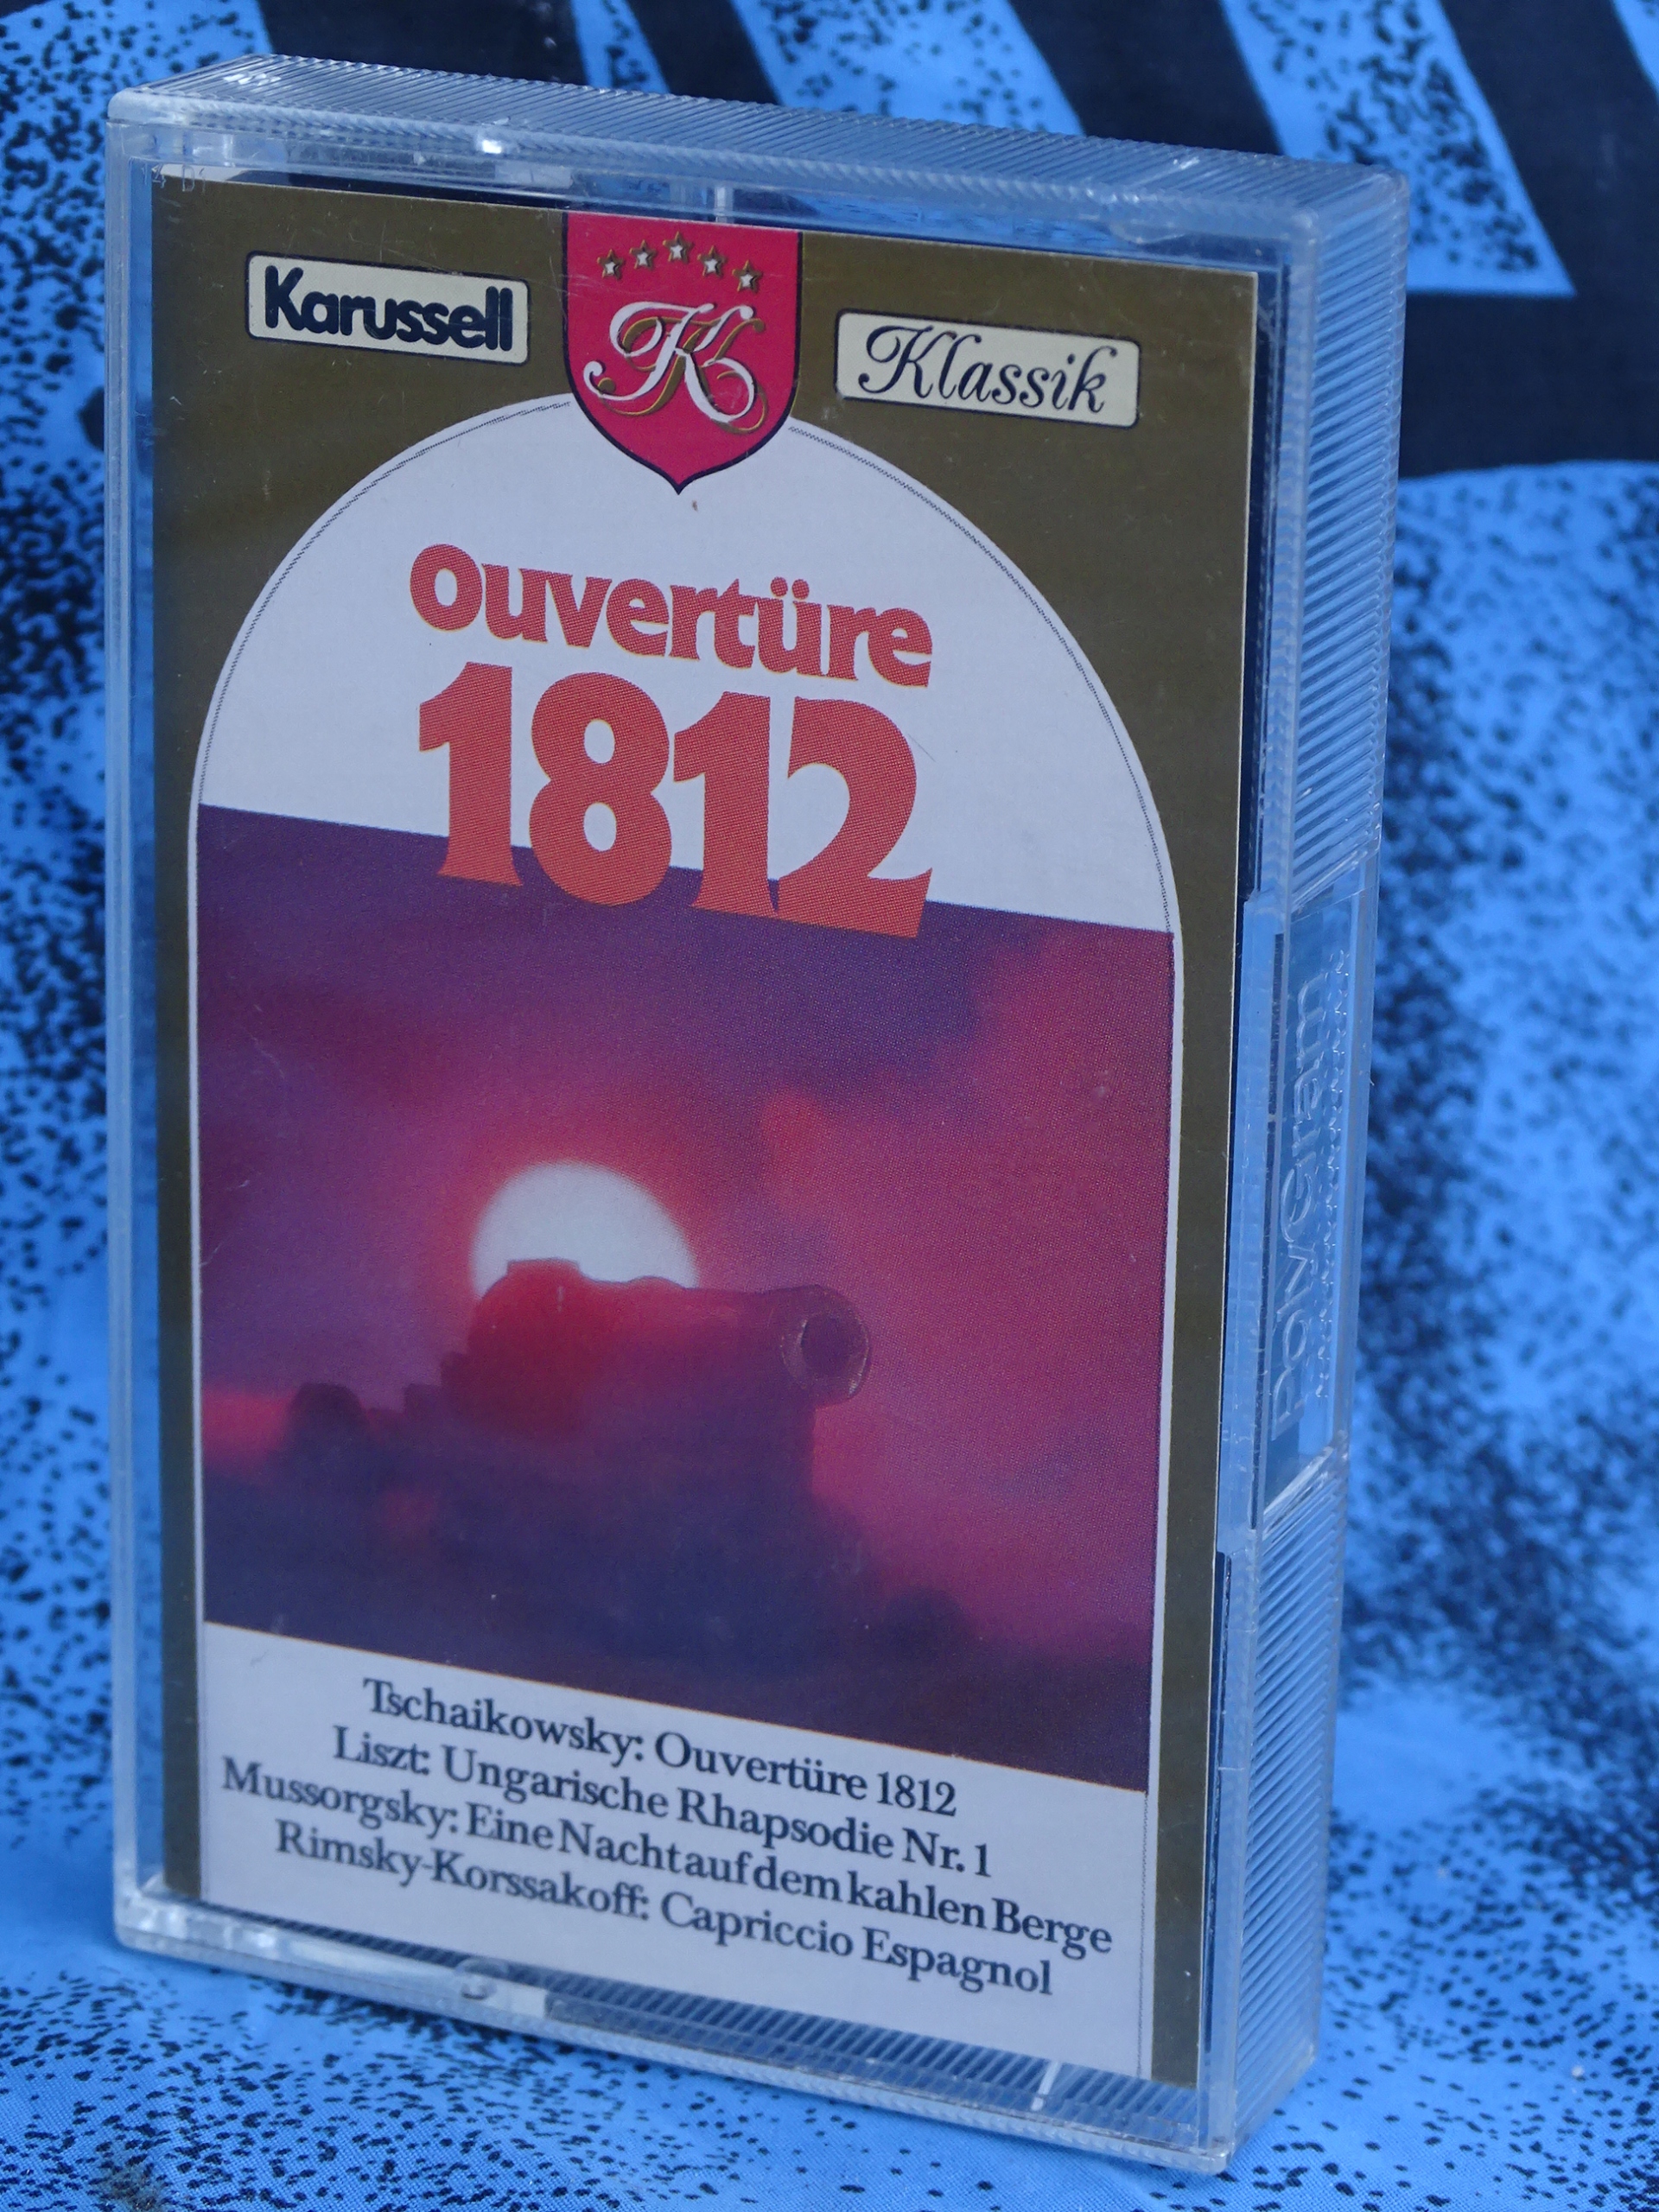 Karussell
K
Klassik
Ouvertüre
1812
Tschaikowsky: Ouvertüre 1812
Liszt: Ungarische Rhapsodie Nr. 1
Mussorgsky: Eine Nacht auf dem kahlen Berge
Rimsky-Korssakoff: Capriccio Espagnol
PolyGram